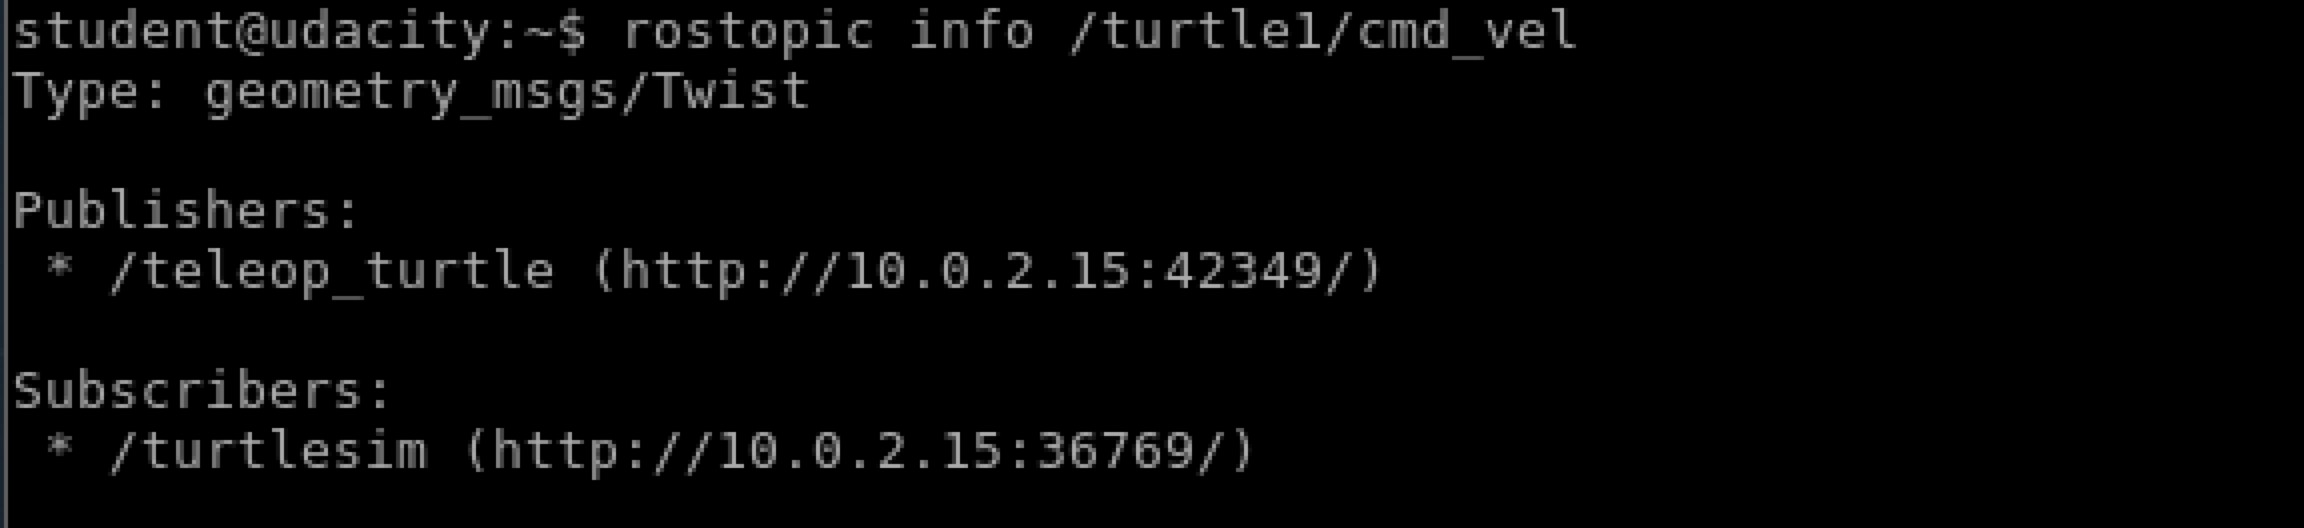 student@udacity:~$ rostopic info /turtle1/cmd_vel
Type: geometry_msgs/Twist
Publishers:
* /teleop_turtle (http://10.0.2.15:42349/)
Subscribers:
* /turtlesim (http://10.0.2.15:36769/)